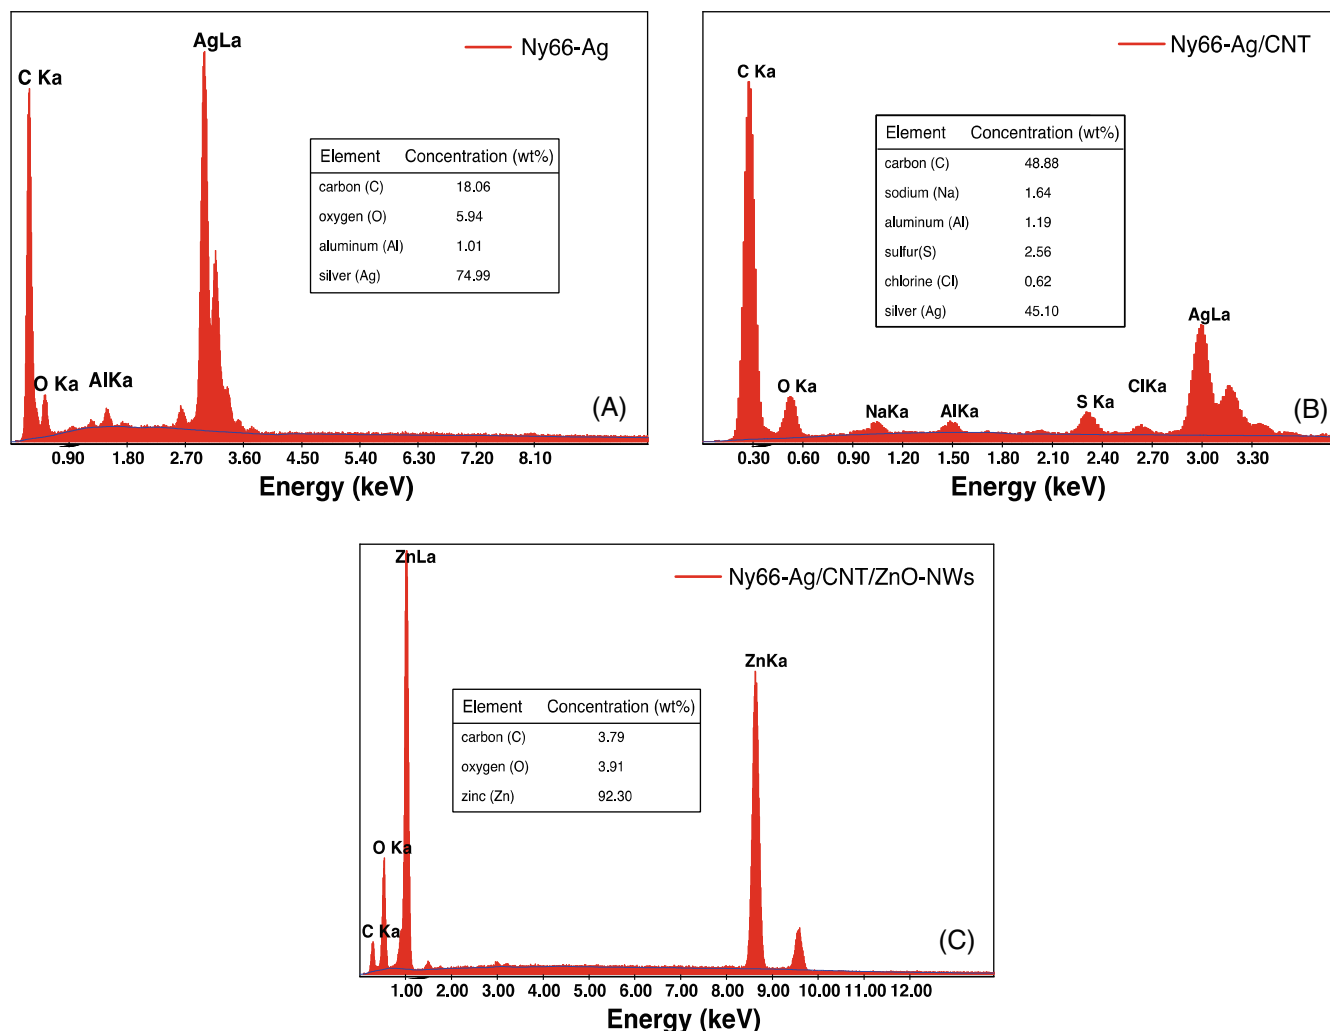 AgLa
Ny66-Ag
C Ka
Element Concentration (wt%)
carbon (C) 18.06
oxygen (O) 5.94
aluminum (Al) 1.01
silver (Ag) 74.99
O Ka
AlKa
(A)
0.90 1.80 2.70 3.60 4.50 5.40 6.30 7.20 8.10
Energy (keV)
Ny66-Ag/CNT
C Ka
Element Concentration (wt%)
carbon (C) 48.88
sodium (Na) 1.64
aluminum (Al) 1.19
sulfur(S) 2.56
chlorine (Cl) 0.62
silver (Ag) 45.10
AgLa
O Ka
NaKa
AlKa
S Ka
ClKa
(B)
0.30 0.60 0.90 1.20 1.50 1.80 2.10 2.40 2.70 3.00 3.30
Energy (keV)
ZnLa
Ny66-Ag/CNT/ZnO-NWs
ZnKa
Element Concentration (wt%)
carbon (C) 3.79
oxygen (O) 3.91
zinc (Zn) 92.30
O Ka
C Ka
(C)
1.00 2.00 3.00 4.00 5.00 6.00 7.00 8.00 9.00 10.00 11.00 12.00
Energy (keV)